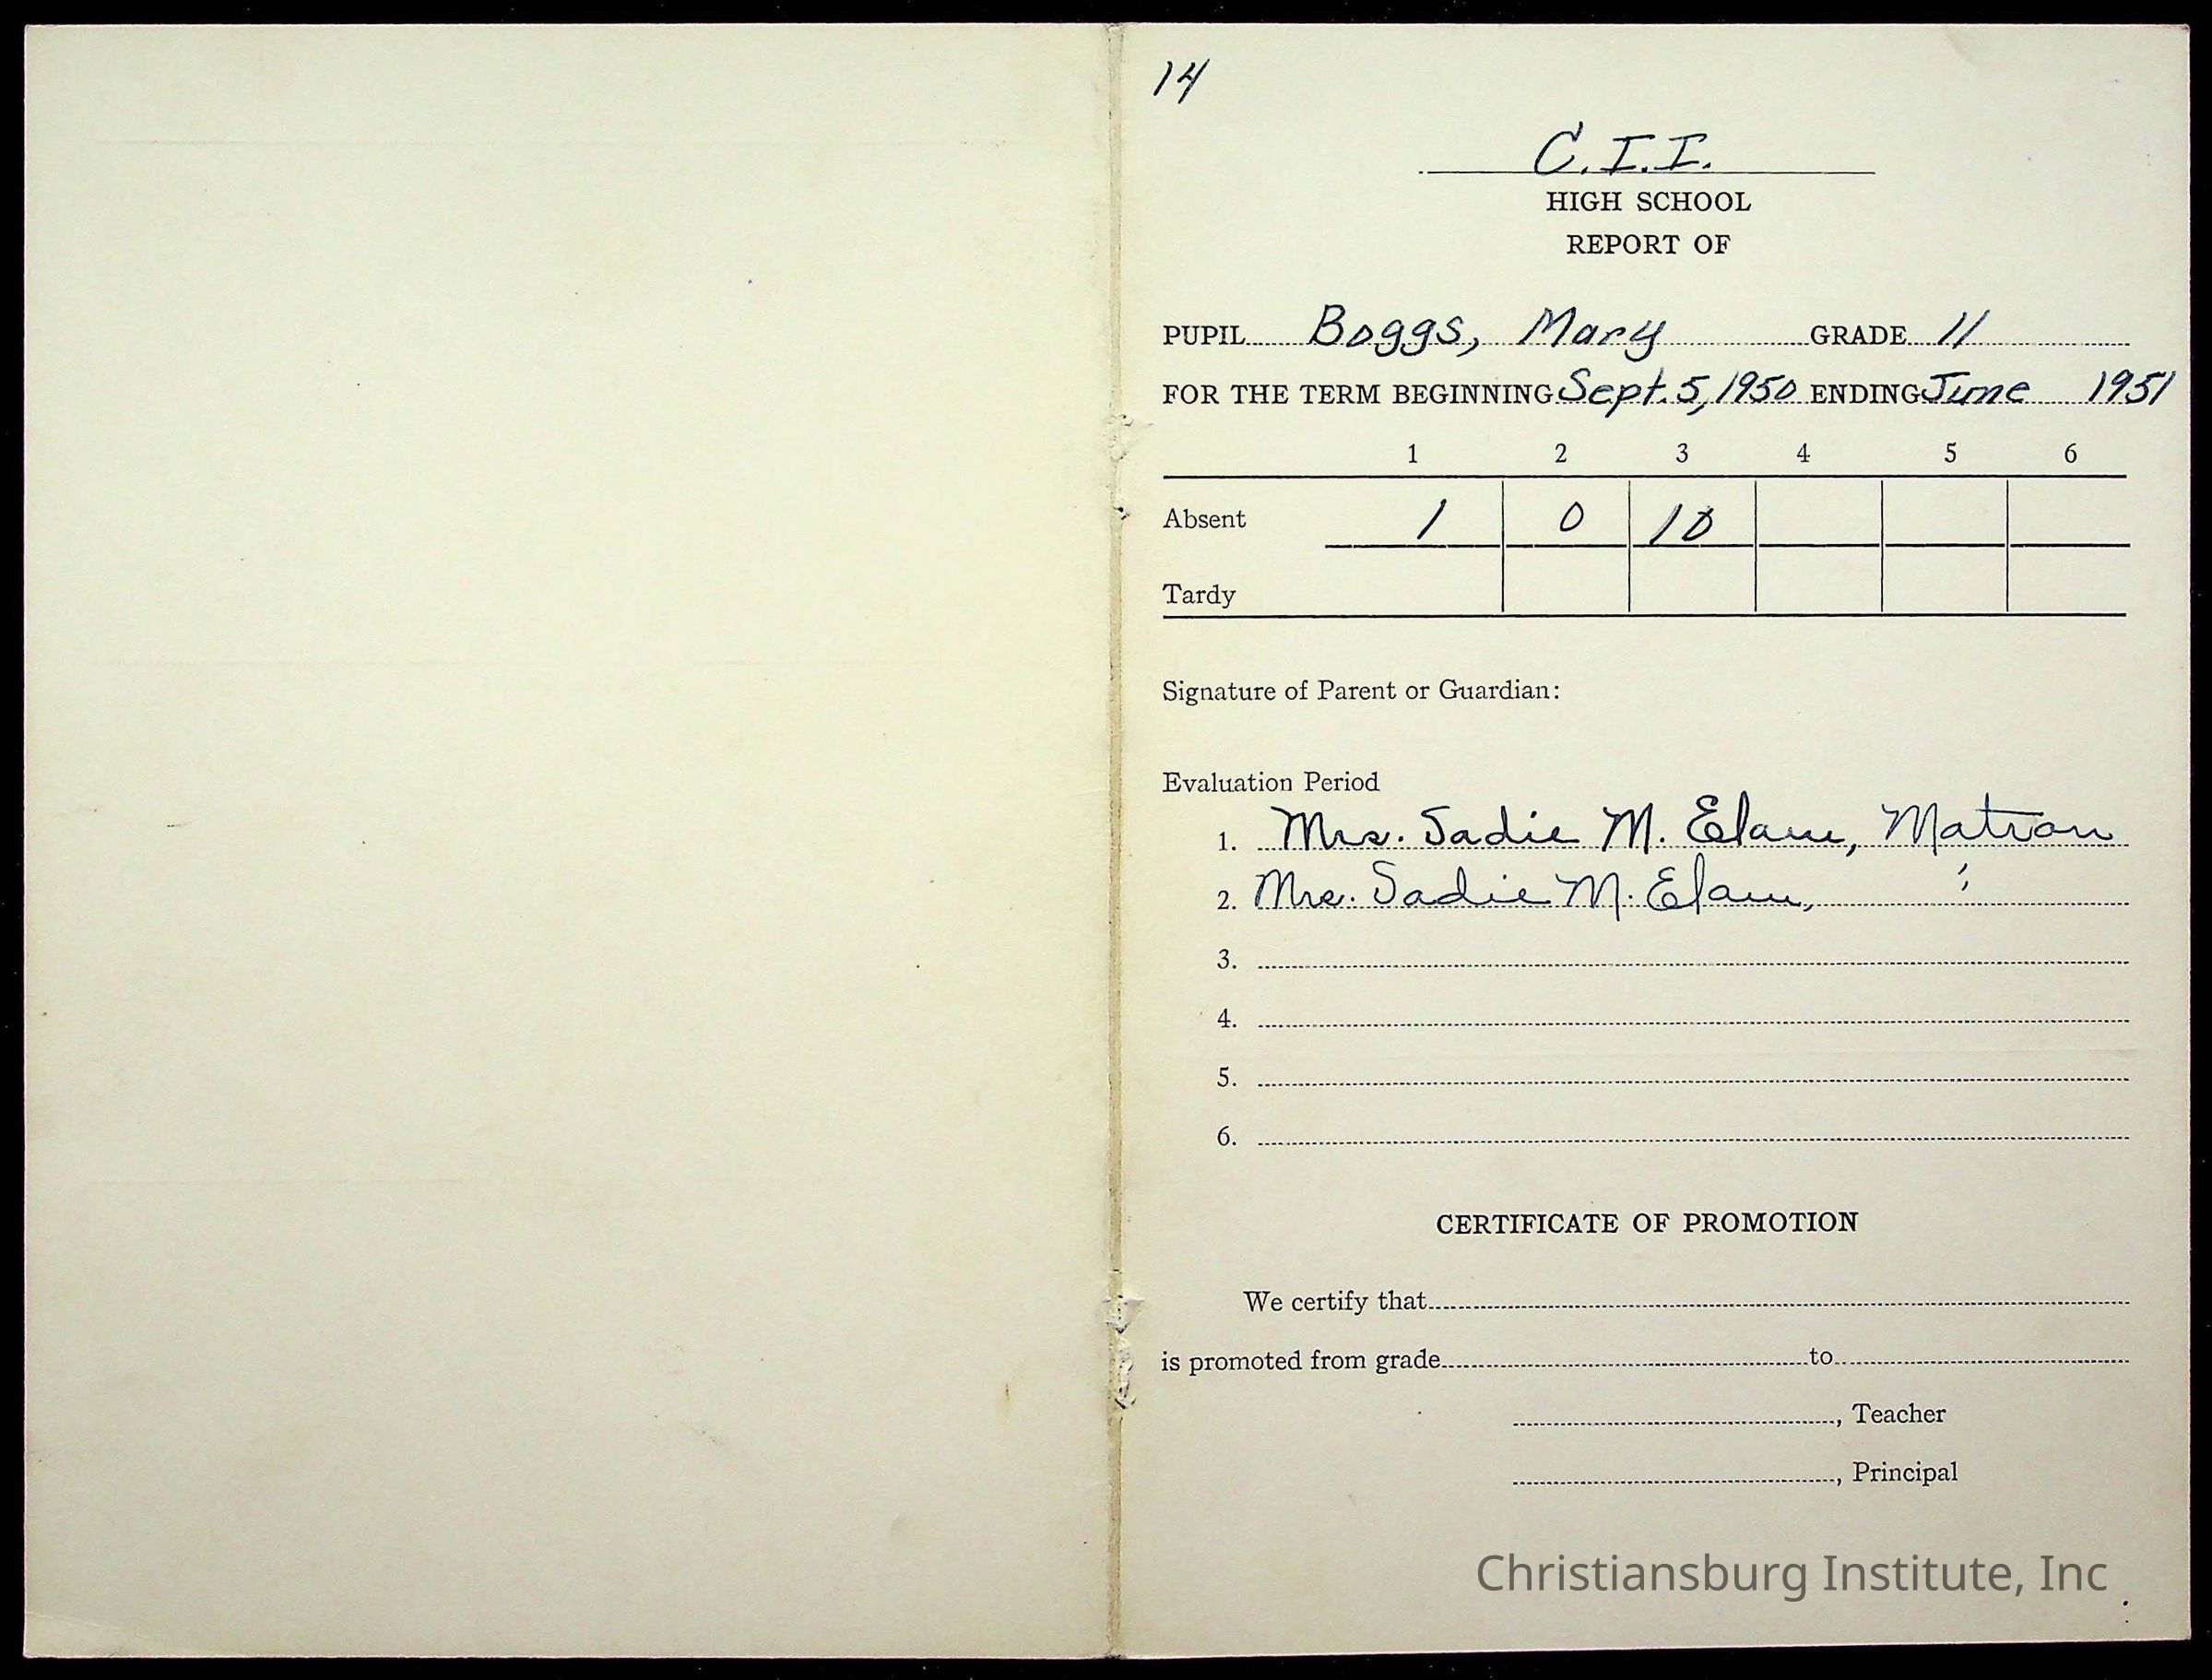 14
C.I.I.
HIGH SCHOOL
REPORT OF
PUPIL Boggs, Mary GRADE 11
FOR THE TERM BEGINNING Sept. 5, 1950 ENDING June 1951
1 2 3 4 5 6
Absent 1 0 10
Tardy
Signature of Parent or Guardian:
Evaluation Period
1. Mrs. Sadie M. Elam, Matron
2. Mrs. Sadie M. Elam, "
3.
4.
5.
6.
CERTIFICATE OF PROMOTION
We certify that
is promoted from grade to
, Teacher
, Principal
Christiansburg Institute, Inc